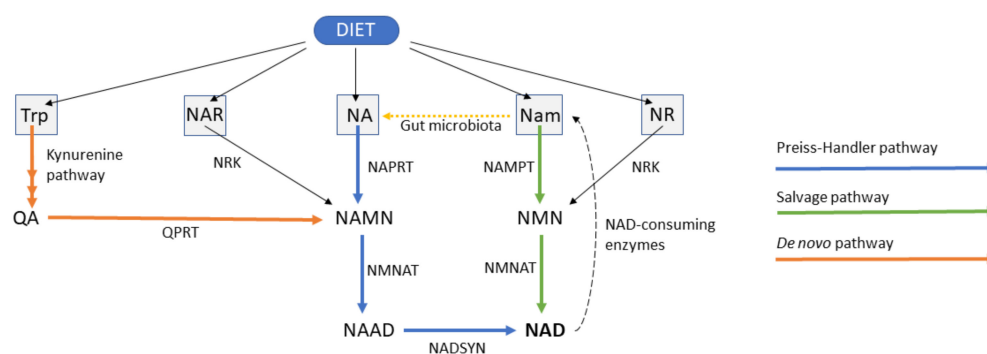 DIET
Trp
NAR
NA
Nam
NR
Gut microbiota
Kynurenine
pathway
NRK
NAPRT
NAMPT
NRK
Preiss-Handler pathway
Salvage pathway
De novo pathway
QA
QPRT
NAMN
NMN
NAD-consuming
enzymes
NMNAT
NMNAT
NAAD
NADSYN
NAD